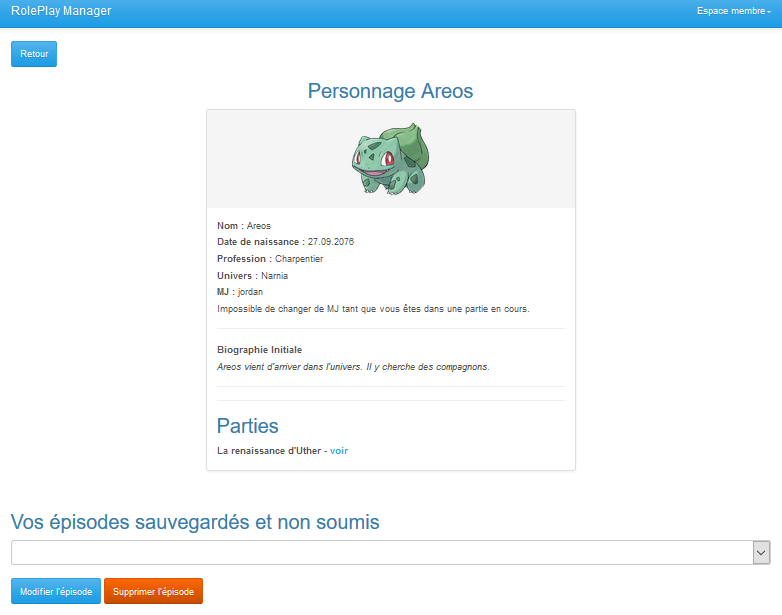 RolePlay Manager
Espace membre
Retour
Personnage Areos
Nom : Areos
Date de naissance : 27.09.2076
Profession : Charpentier
Univers : Narnia
MJ : jordan
Impossible de changer de MJ tant que vous êtes dans une partie en cours.
Biographie Initiale
Areos vient d'arriver dans l'univers. Il y cherche des compagnons.
Parties
La renaissance d'Uther - voir
Vos épisodes sauvegardés et non soumis
Modifier l'épisode Supprimer l'épisode